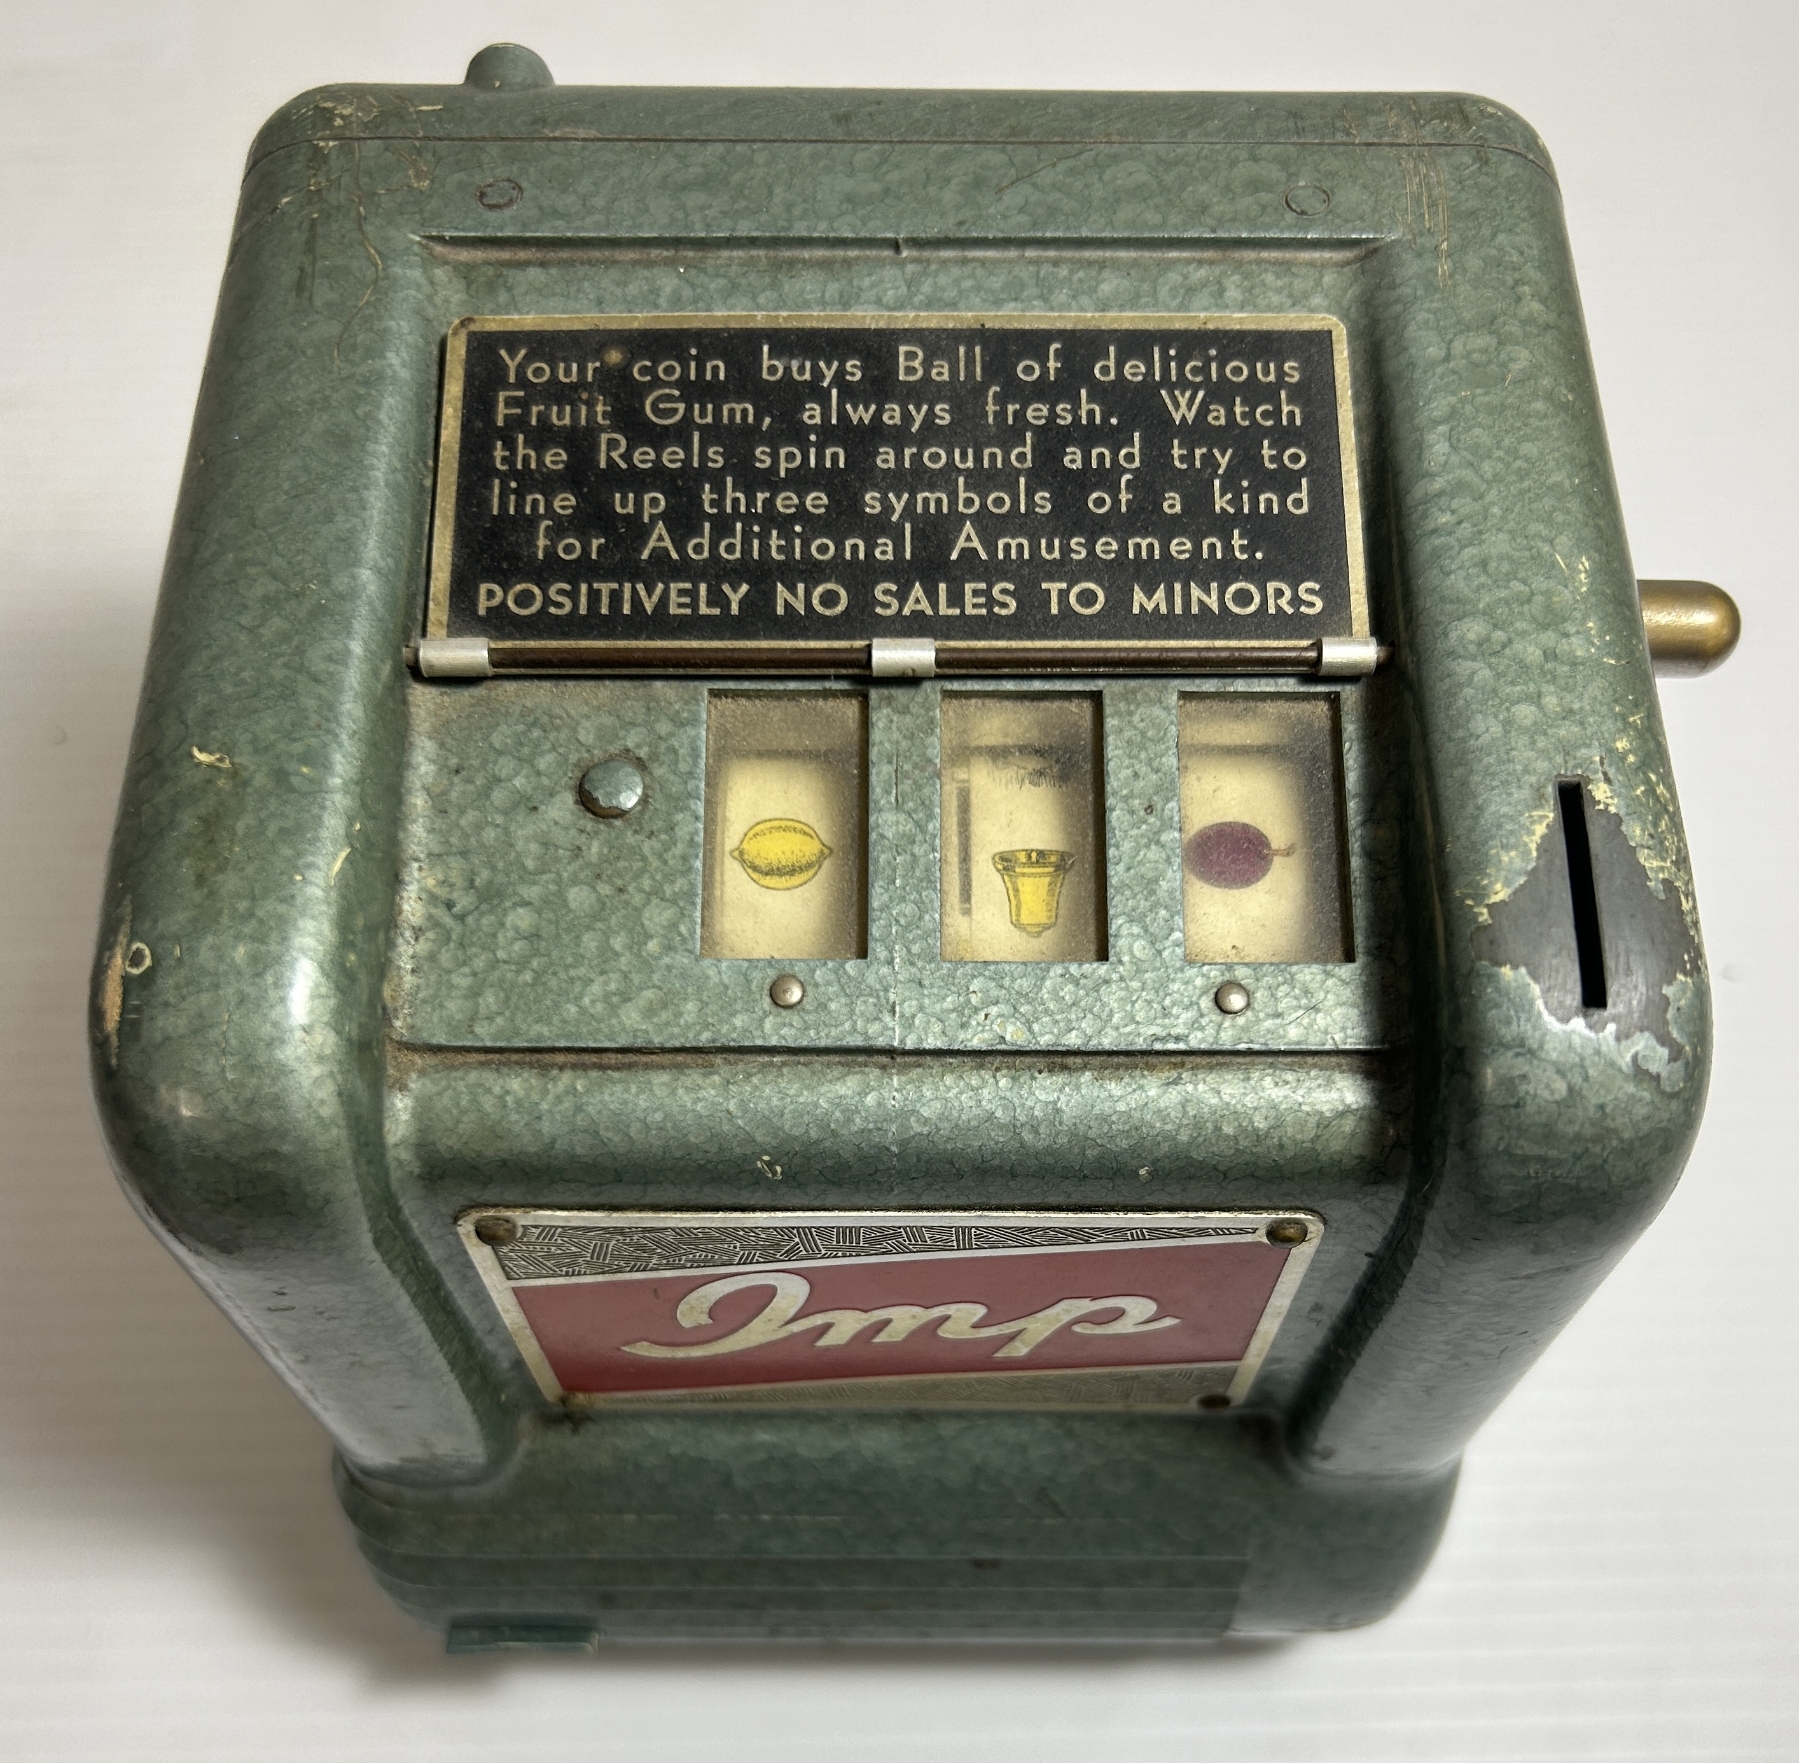 Your coin buys Ball of delicious
Fruit Gum, always fresh. Watch
the Reels spin around and try to
line up three symbols of a kind
for Additional Amusement.
POSITIVELY NO SALES TO MINORS
Imp